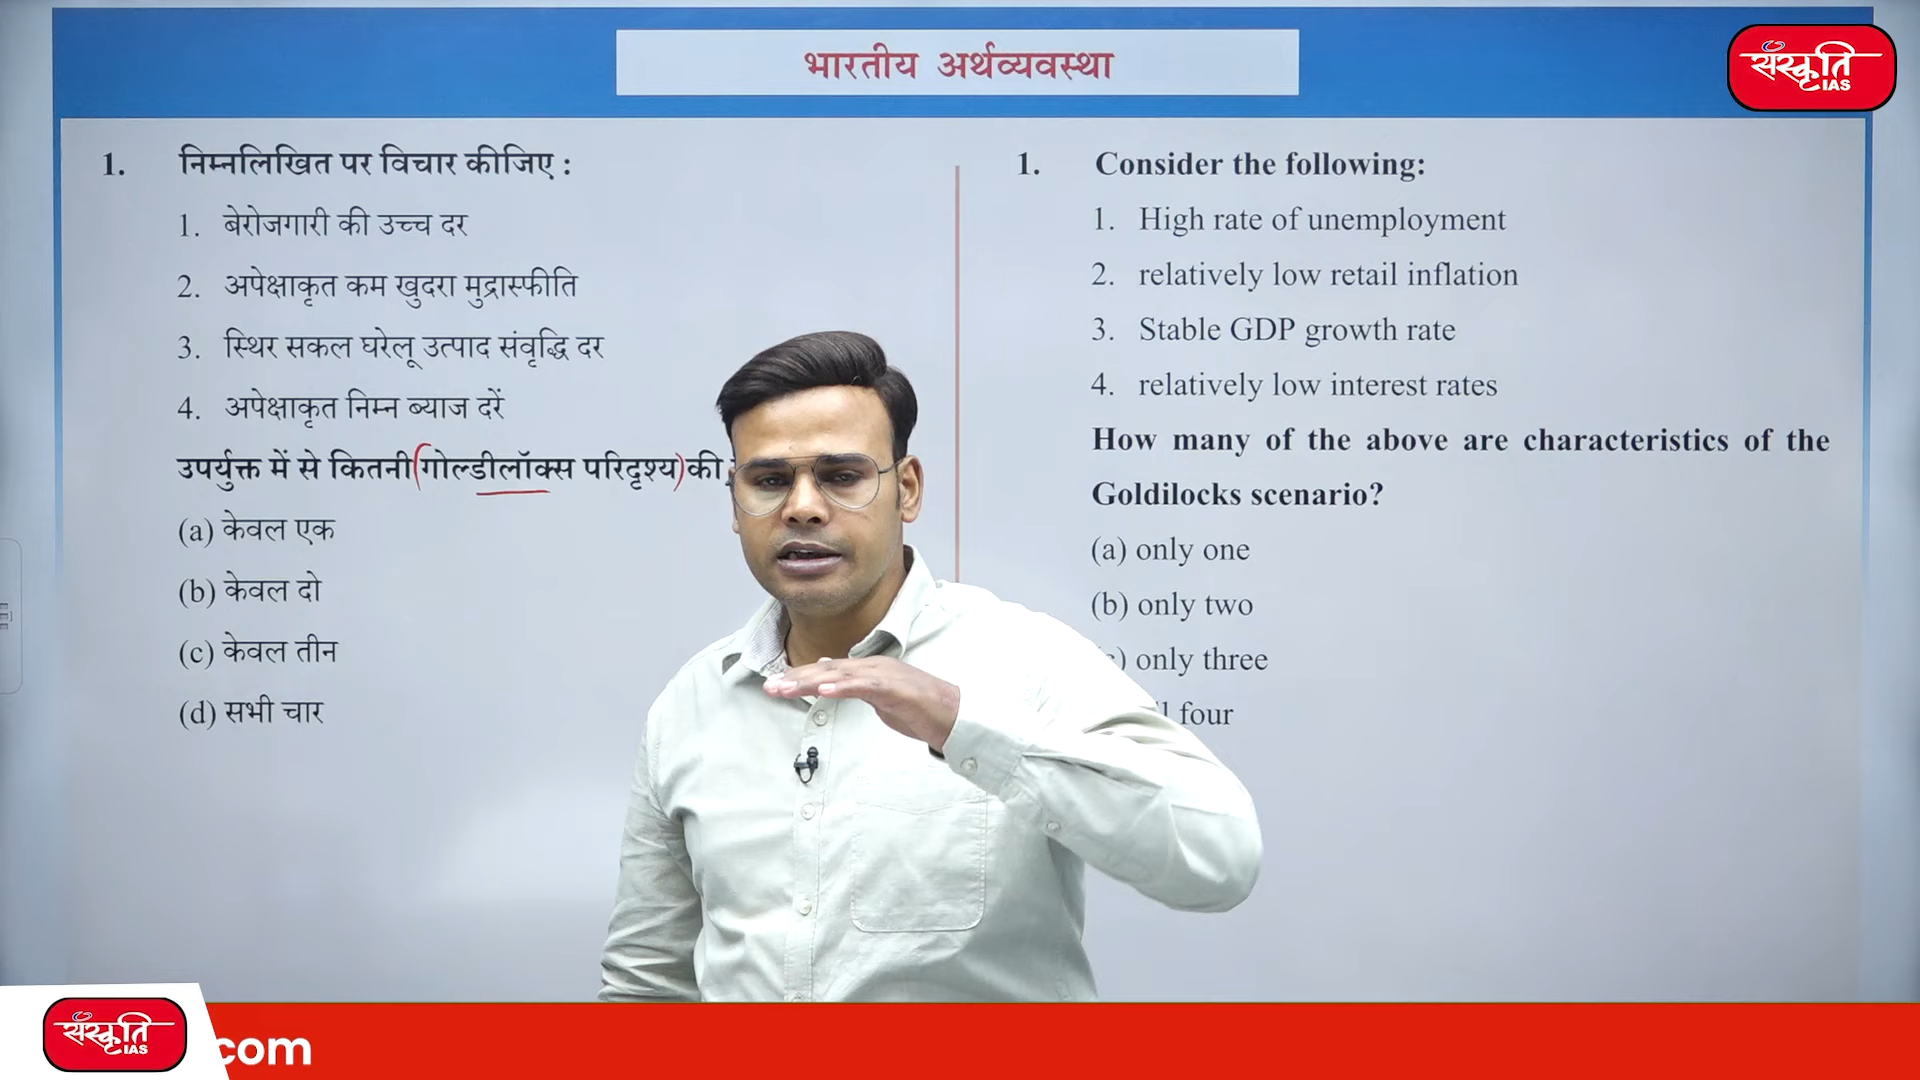 भारतीय अर्थव्यवस्था
संस्कृति
IAS
1. निम्नलिखित पर विचार कीजिए :
1. बेरोजगारी की उच्च दर
2. अपेक्षाकृत कम खुदरा मुद्रास्फीति
3. स्थिर सकल घरेलू उत्पाद संवृद्धि दर
4. अपेक्षाकृत निम्न ब्याज दरें
उपर्युक्त में से कितनी (गोल्डीलॉक्स परिदृश्य) की
(a) केवल एक
(b) केवल दो
(c) केवल तीन
(d) सभी चार
1. Consider the following:
1. High rate of unemployment
2. relatively low retail inflation
3. Stable GDP growth rate
4. relatively low interest rates
How many of the above are characteristics of the
Goldilocks scenario?
(a) only one
(b) only two
only three
four
संस्कृति
IAS
.com